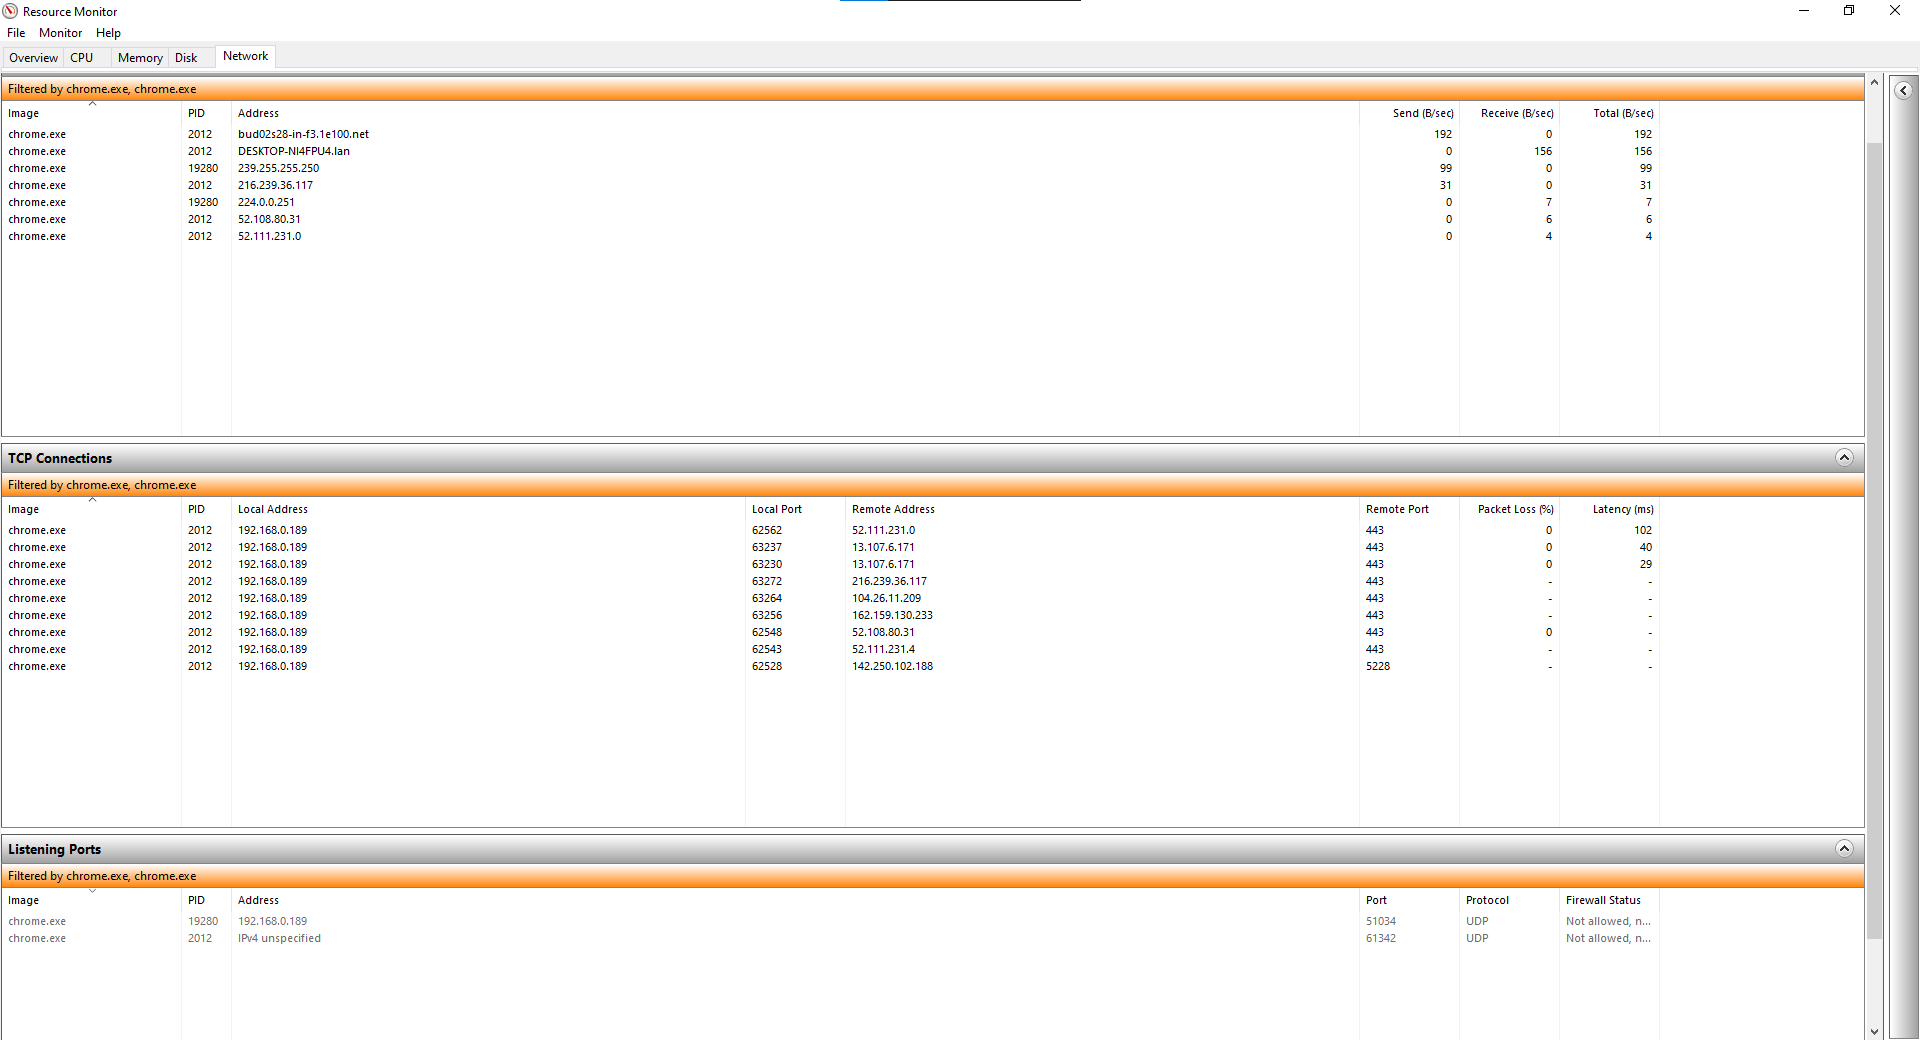 Resource Monitor
File Monitor Help
Overview CPU Memory Disk Network
Filtered by chrome.exe, chrome.exe
Image PID Address Send (B/sec) Receive (B/sec) Total (B/sec)
chrome.exe 2012 bud02s28-in-f3.1e100.net 192 0 192
chrome.exe 2012 DESKTOP-NI4FPU4.lan 0 156 156
chrome.exe 19280 239.255.255.250 99 0 99
chrome.exe 2012 216.239.36.117 31 0 31
chrome.exe 19280 224.0.0.251 0 7 7
chrome.exe 2012 52.108.80.31 0 6 6
chrome.exe 2012 52.111.231.0 0 4 4
TCP Connections
Filtered by chrome.exe, chrome.exe
Image PID Local Address Local Port Remote Address Remote Port Packet Loss (%) Latency (ms)
chrome.exe 2012 192.168.0.189 62562 52.111.231.0 443 0 102
chrome.exe 2012 192.168.0.189 63237 13.107.6.171 443 0 40
chrome.exe 2012 192.168.0.189 63230 13.107.6.171 443 0 29
chrome.exe 2012 192.168.0.189 63272 216.239.36.117 443 - -
chrome.exe 2012 192.168.0.189 63264 104.26.11.209 443 - -
chrome.exe 2012 192.168.0.189 63256 162.159.130.233 443 - -
chrome.exe 2012 192.168.0.189 62548 52.108.80.31 443 0 -
chrome.exe 2012 192.168.0.189 62543 52.111.231.4 443 - -
chrome.exe 2012 192.168.0.189 62528 142.250.102.188 5228 - -
Listening Ports
Filtered by chrome.exe, chrome.exe
Image PID Address Port Protocol Firewall Status
chrome.exe 19280 192.168.0.189 51034 UDP Not allowed, n...
chrome.exe 2012 IPv4 unspecified 61342 UDP Not allowed, n...